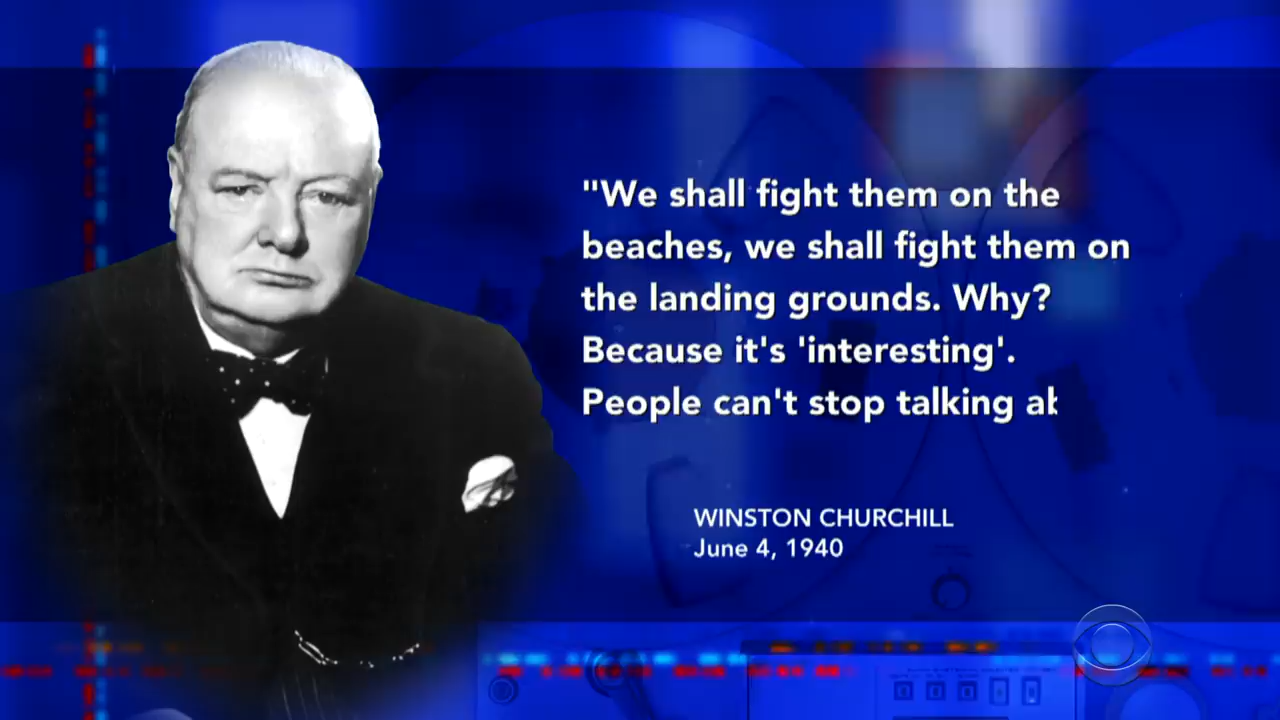 "We shall fight them on the
beaches, we shall fight them on
the landing grounds. Why?
Because it's 'interesting'.
People can't stop talking
WINSTON CHURCHILL
June 4, 1940